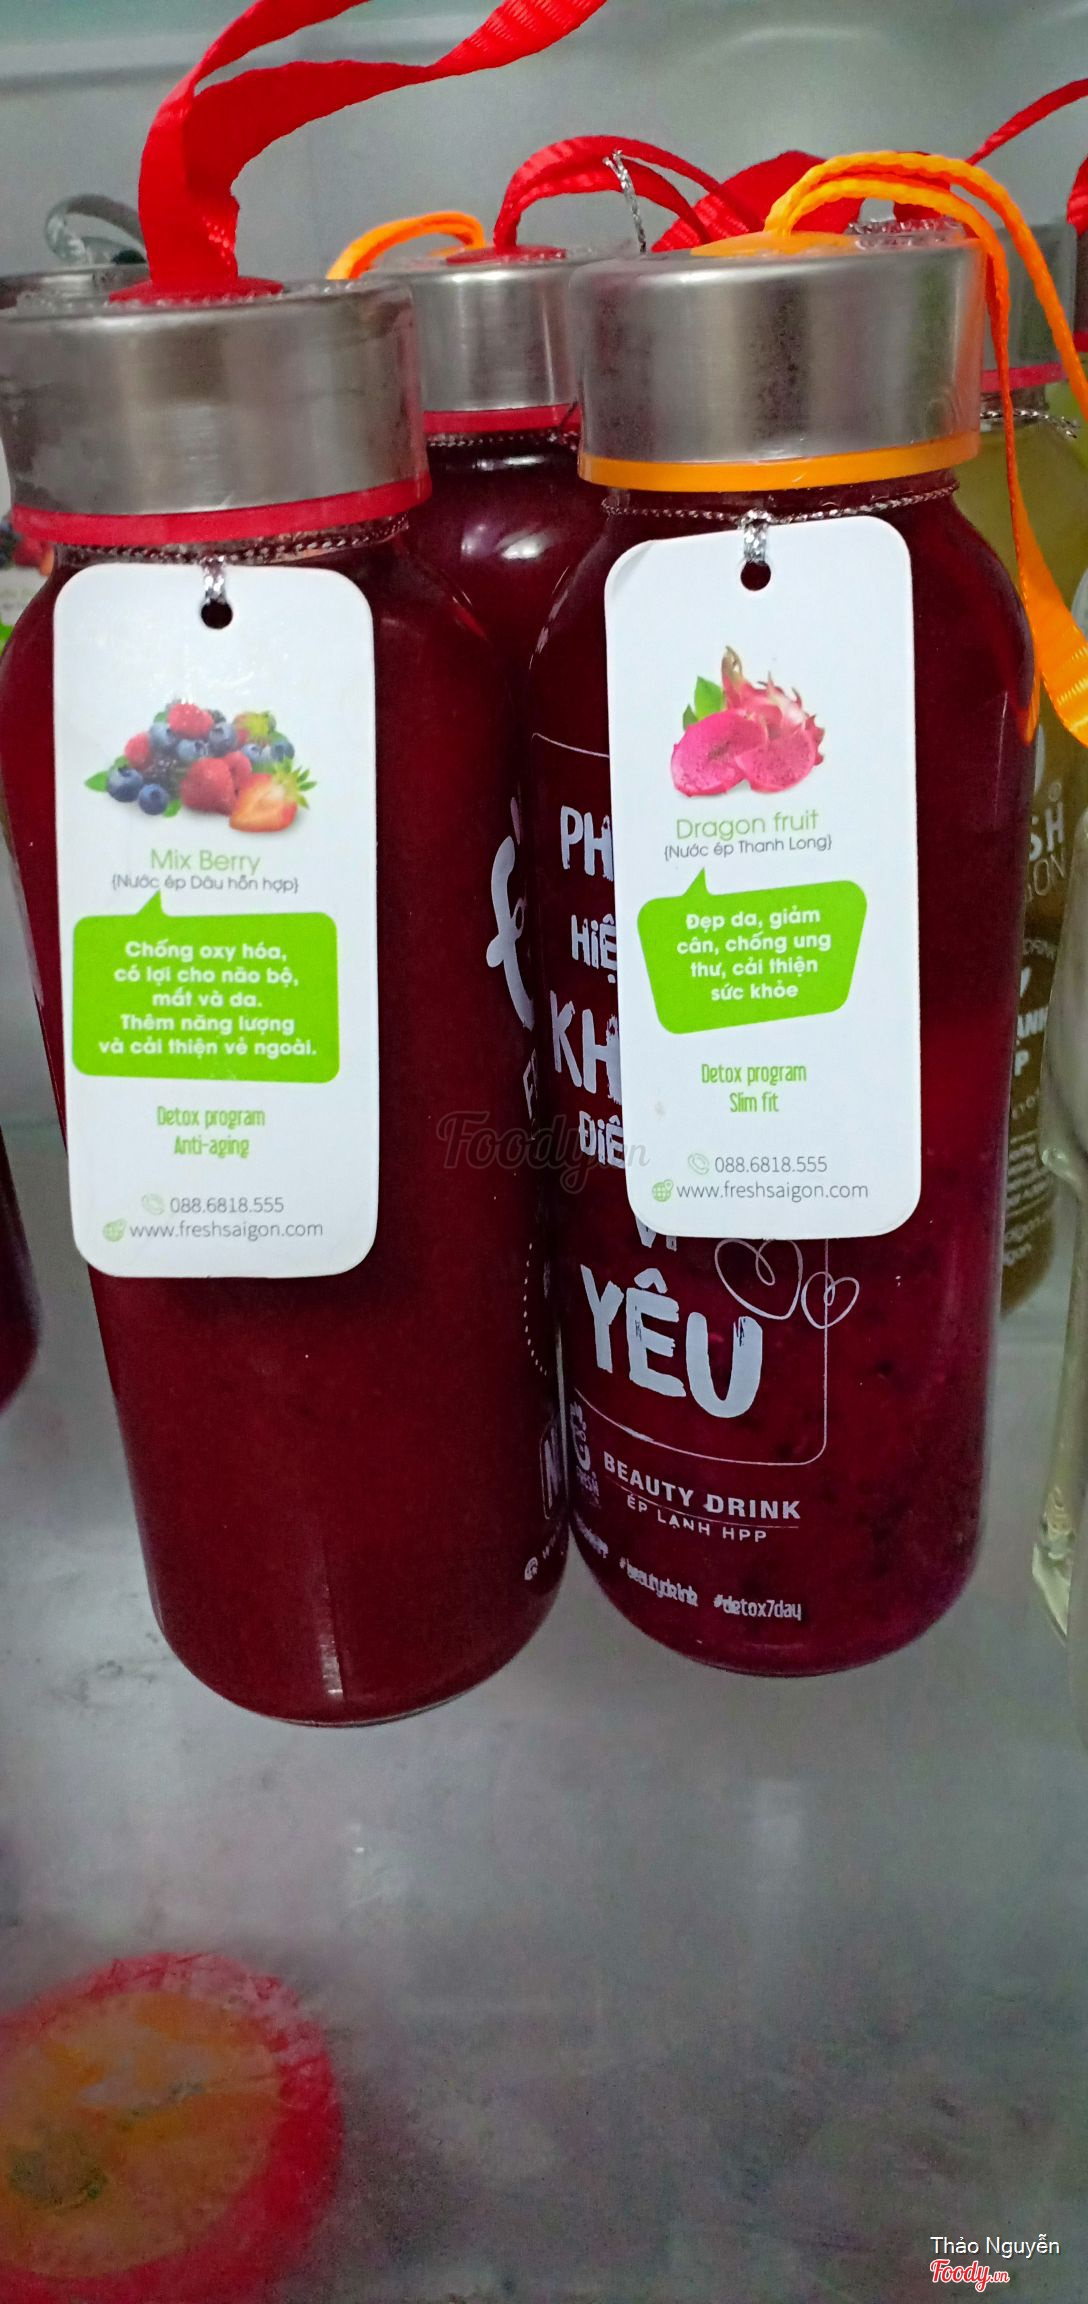 Mix Berry
{Nước ép Dâu hỗn hợp}
Chống oxy hóa,
có lợi cho não bộ,
mắt và da.
Thêm năng lượng
và cải thiện vẻ ngoài.
Detox program
Anti-aging
088.6818.555
www.freshsaigon.com
Dragon fruit
{Nước ép Thanh Long}
Đẹp da, giảm
cân, chống ung
thư, cải thiện
sức khỏe
Detox program
Slim fit
088.6818.555
www.freshsaigon.com
YÊU
BEAUTY DRINK
ÉP LẠNH HPP
#beautydrink #detox7day
Foody.vn
Thảo Nguyễn
Foody.vn